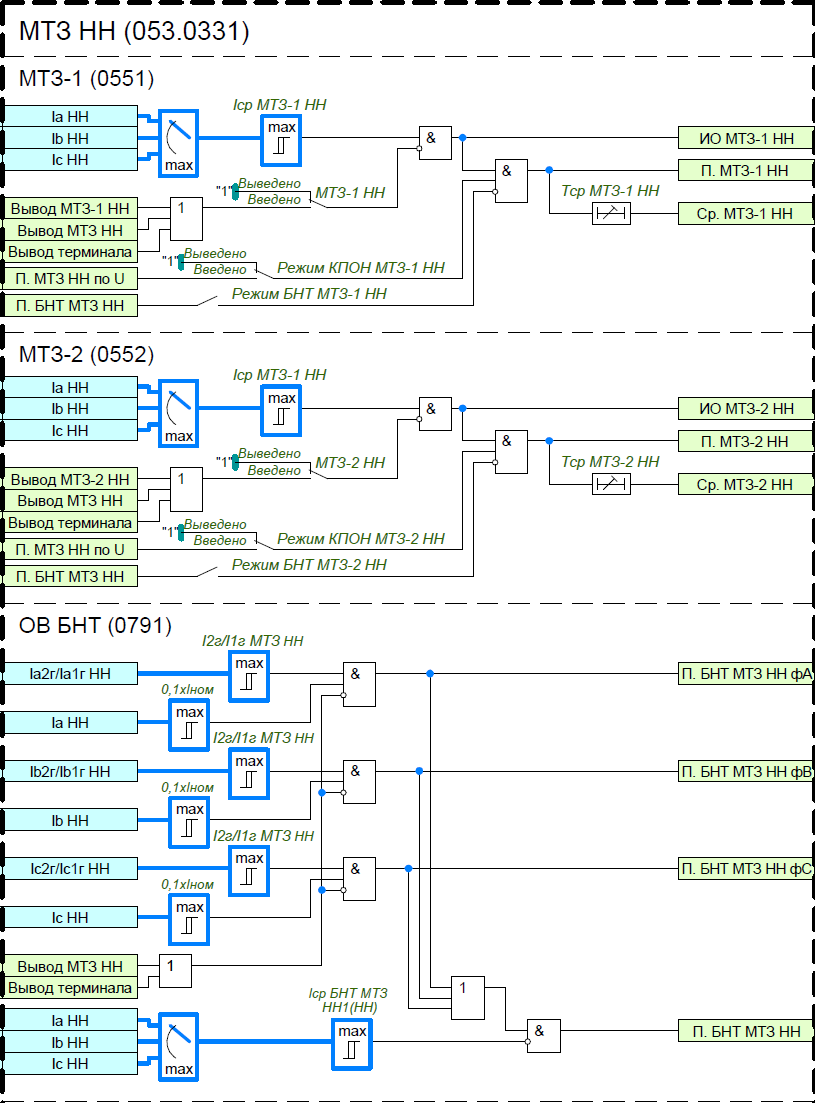 МТЗ НН (053.0331)
МТЗ-1 (0551)
Iср МТЗ-1 НН
Ia НН
Ib НН
Ic НН
max
max
&
ИО МТЗ-1 НН
&
П. МТЗ-1 НН
Тср МТЗ-1 НН
Ср. МТЗ-1 НН
"1"
Выведено
Введено
МТЗ-1 НН
Вывод МТЗ-1 НН
Вывод МТЗ НН
Вывод терминала
1
"1"
Выведено
Введено
Режим КПОН МТЗ-1 НН
П. МТЗ НН по U
Режим БНТ МТЗ-1 НН
П. БНТ МТЗ НН
МТЗ-2 (0552)
Iср МТЗ-1 НН
Ia НН
Ib НН
Ic НН
max
max
&
ИО МТЗ-2 НН
&
П. МТЗ-2 НН
Тср МТЗ-2 НН
Ср. МТЗ-2 НН
"1"
Выведено
Введено
МТЗ-2 НН
Вывод МТЗ-2 НН
Вывод МТЗ НН
Вывод терминала
1
"1"
Выведено
Введено
Режим КПОН МТЗ-2 НН
П. МТЗ НН по U
Режим БНТ МТЗ-2 НН
П. БНТ МТЗ НН
ОВ БНТ (0791)
I2г/I1г МТЗ НН
Ia2г/Ia1г НН
max
&
П. БНТ МТЗ НН фА
0,1xIном
Ia НН
max
I2г/I1г МТЗ НН
Ib2г/Ib1г НН
max
&
П. БНТ МТЗ НН фВ
0,1xIном
Ib НН
max
I2г/I1г МТЗ НН
Ic2г/Ic1г НН
max
&
П. БНТ МТЗ НН фС
0,1xIном
Ic НН
max
Вывод МТЗ НН
Вывод терминала
1
1
Iср БНТ МТЗ
НН1(НН)
Ia НН
Ib НН
Ic НН
max
max
&
П. БНТ МТЗ НН